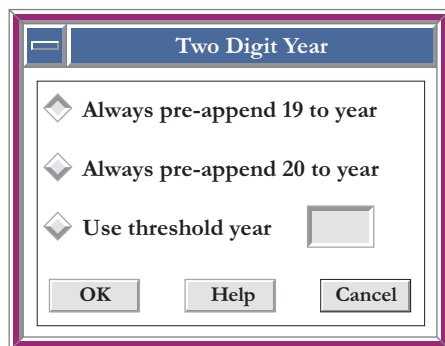 Two Digit Year
Always pre-append 19 to year
Always pre-append 20 to year
Use threshold year
OK Help Cancel